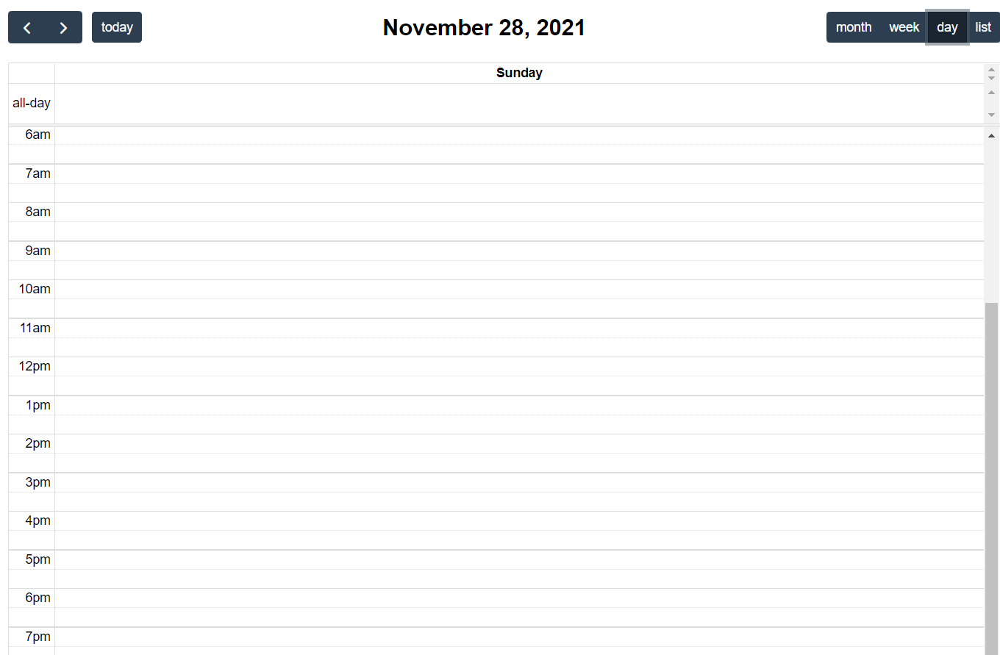 today
November 28, 2021
month week day list
Sunday
all-day
6am
7am
8am
9am
10am
11am
12pm
1pm
2pm
3pm
4pm
5pm
6pm
7pm